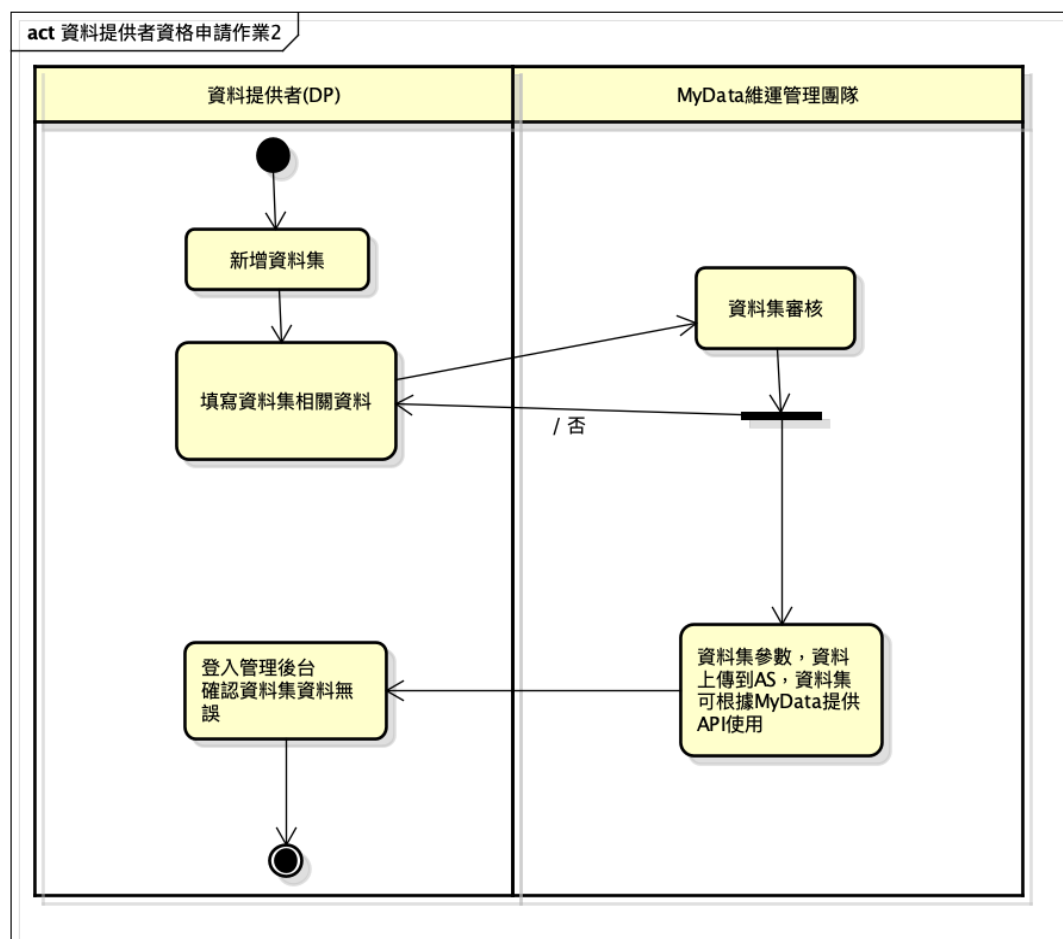 act 資料提供者資格申請作業2
資料提供者(DP)
MyData維運管理團隊
新增資料集
資料集審核
填寫資料集相關資料
/ 否
資料集參數，資料
上傳到AS，資料集
可根據MyData提供
API使用
登入管理後台
確認資料集資料無
誤